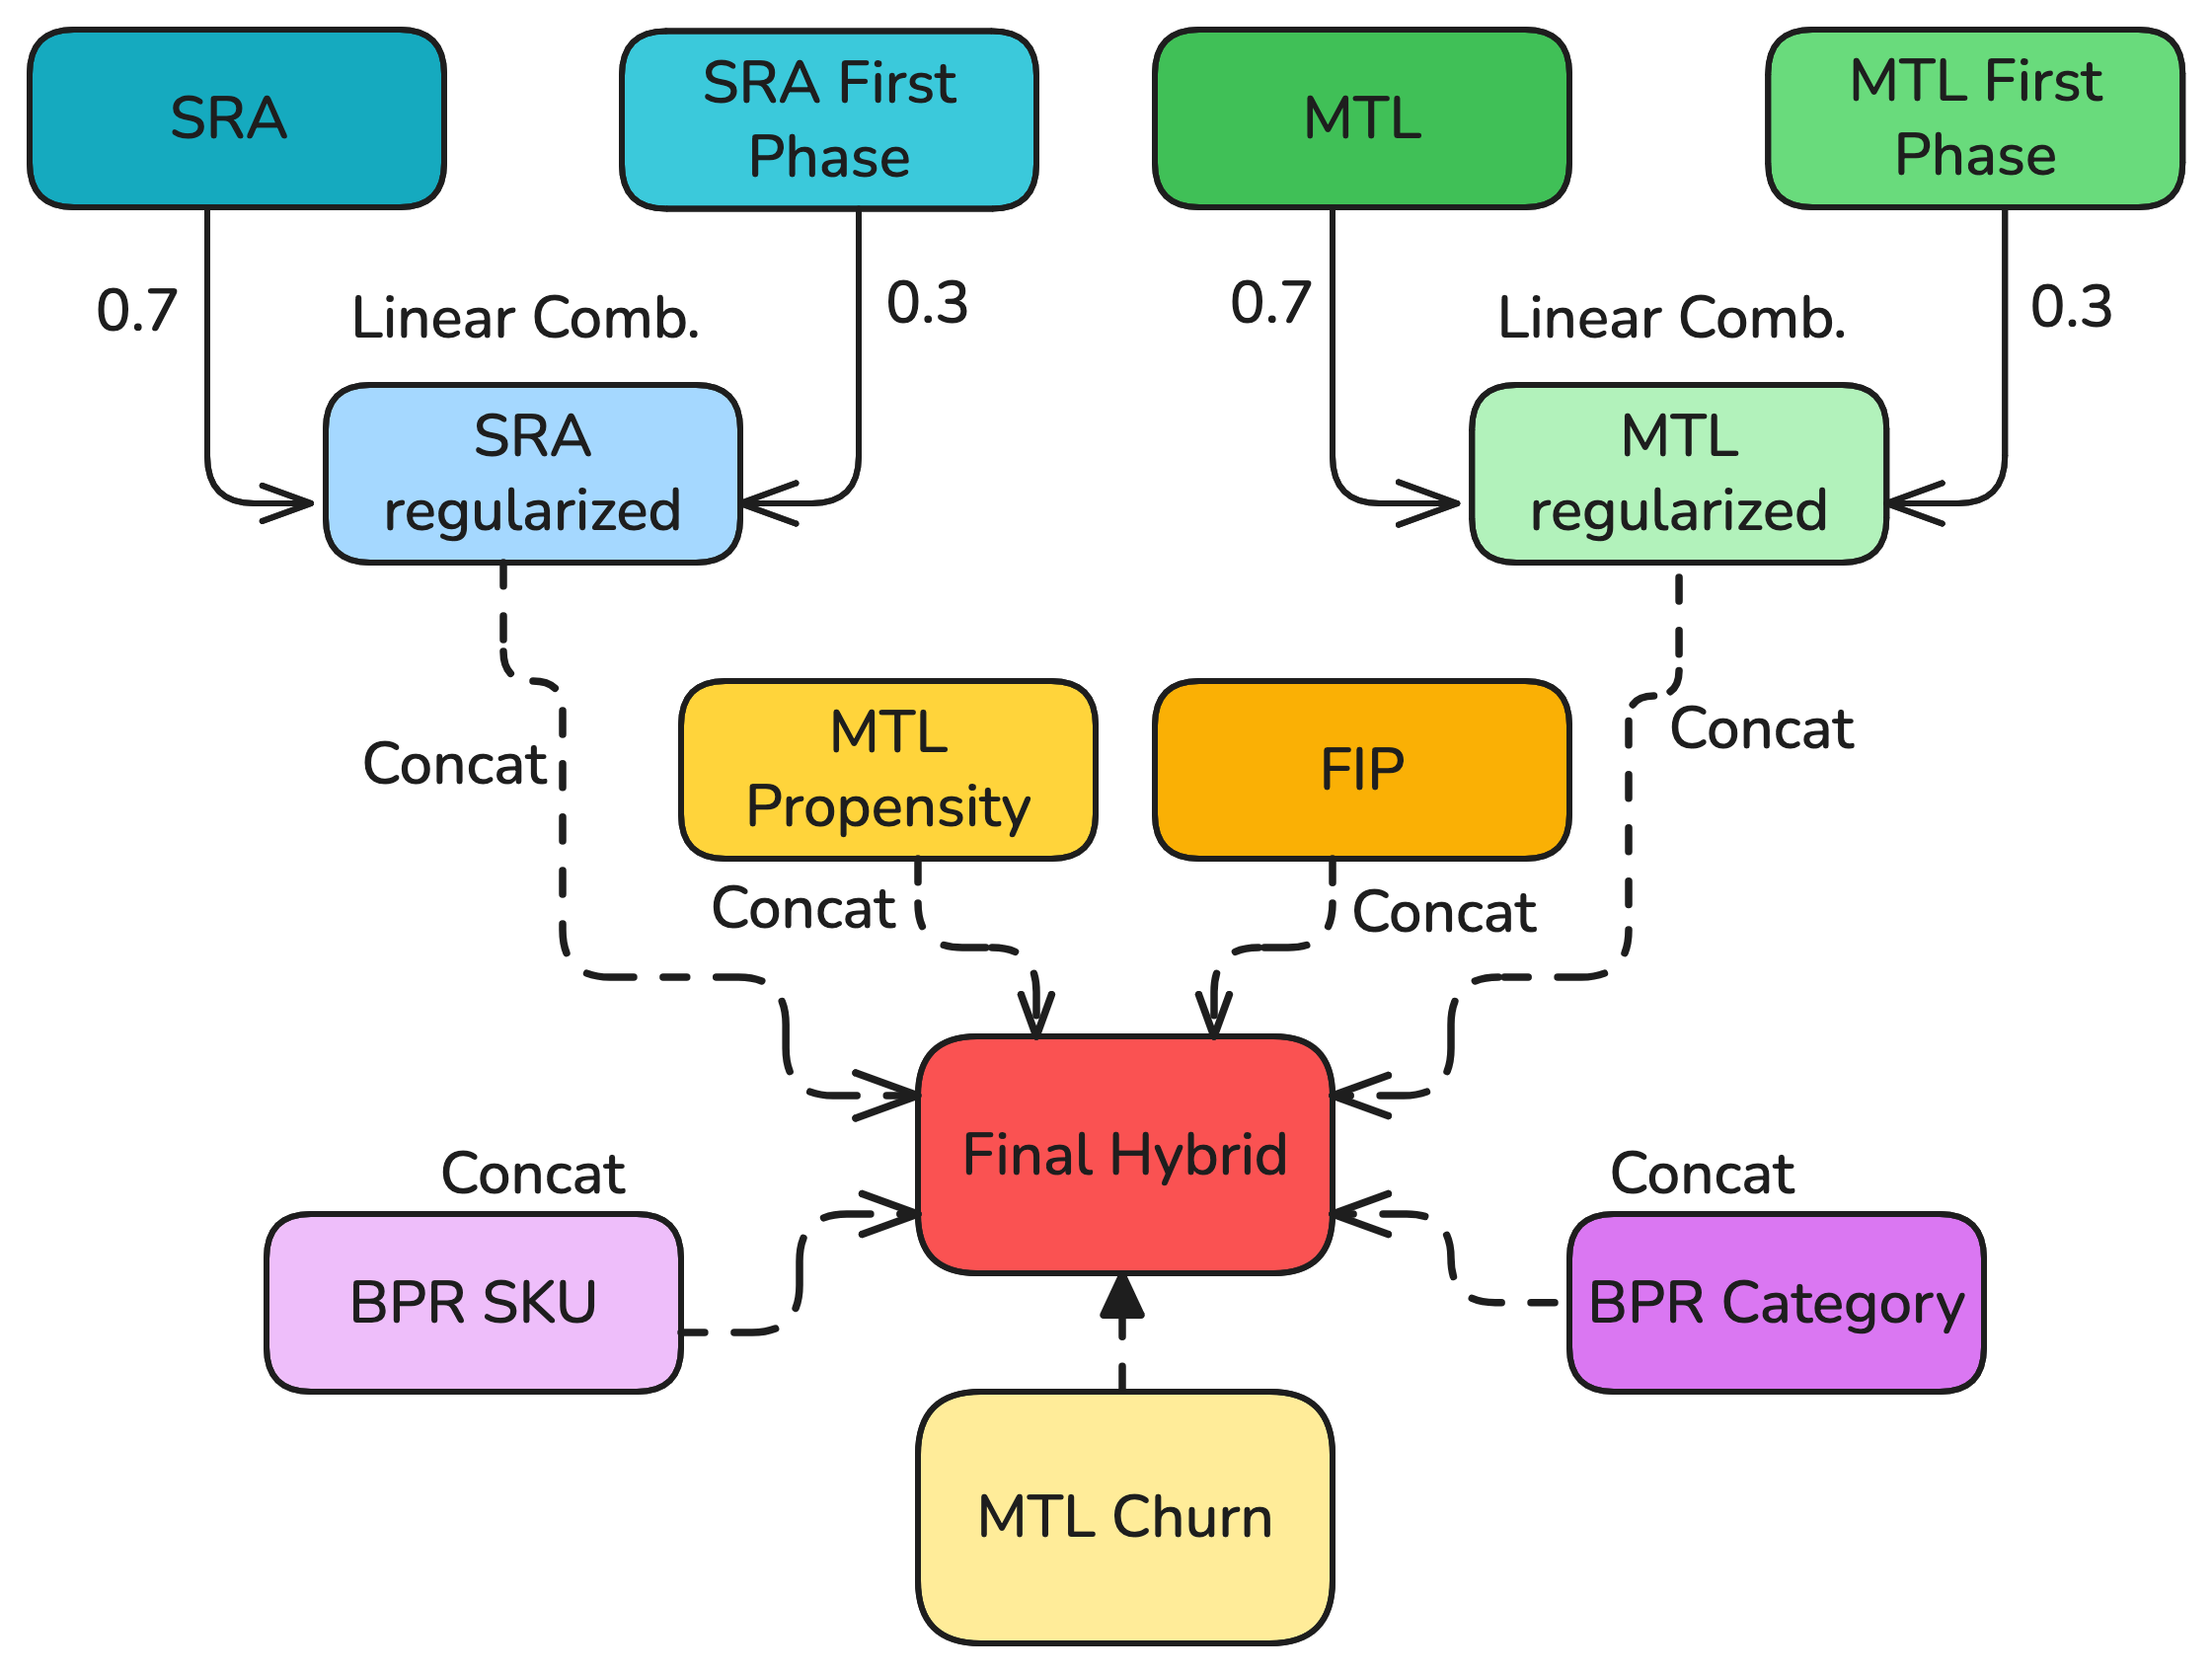 SRA
SRA First
Phase
MTL
MTL First
Phase
0.7
Linear Comb.
0.3
0.7
Linear Comb.
0.3
SRA
regularized
MTL
regularized
Concat
MTL
Propensity
FIP
Concat
Concat
Concat
Final Hybrid
Concat
Concat
BPR SKU
BPR Category
MTL Churn